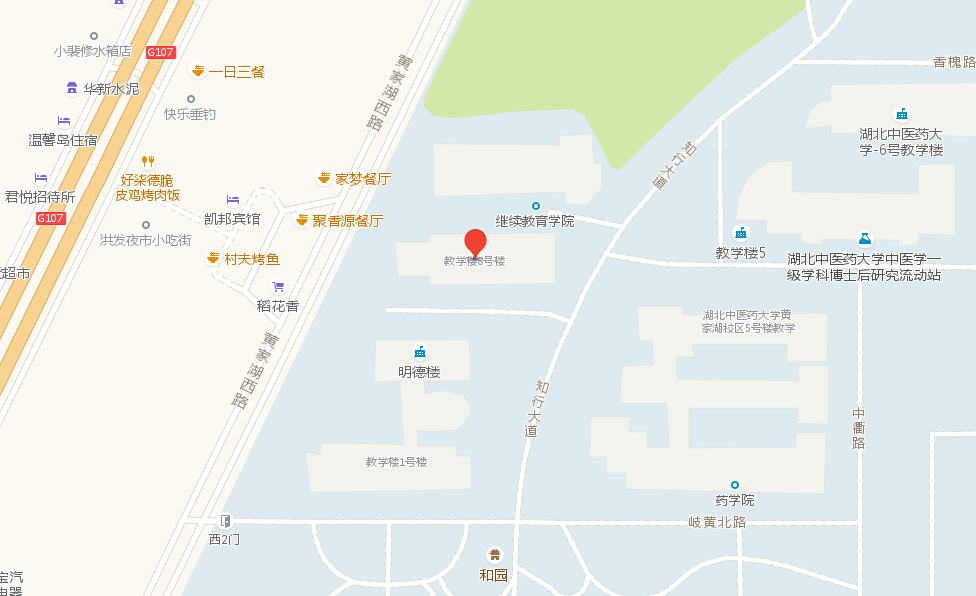 小裴修水箱店
G107
一日三餐
华新水泥
快乐垂钓
黄家湖西路
香槐路
湖北中医药大
学-6号教学楼
温馨岛住宿
知行大道
好柒德脆
皮鸡烤肉饭
家梦餐厅
君悦招待所
G107
凯邦宾馆
聚香源餐厅
继续教育学院
洪发夜市小吃街
教学楼5
村夫烤鱼
教学楼8号楼
湖北中医药大学中医学一
级学科博士后研究流动站
超市
稻花香
湖北中医药大学黄
家湖校区5号楼教学
黄家湖西路
明德楼
知行大道
中衢路
教学楼1号楼
药学院
岐黄北路
西2门
和园
宝汽
电器